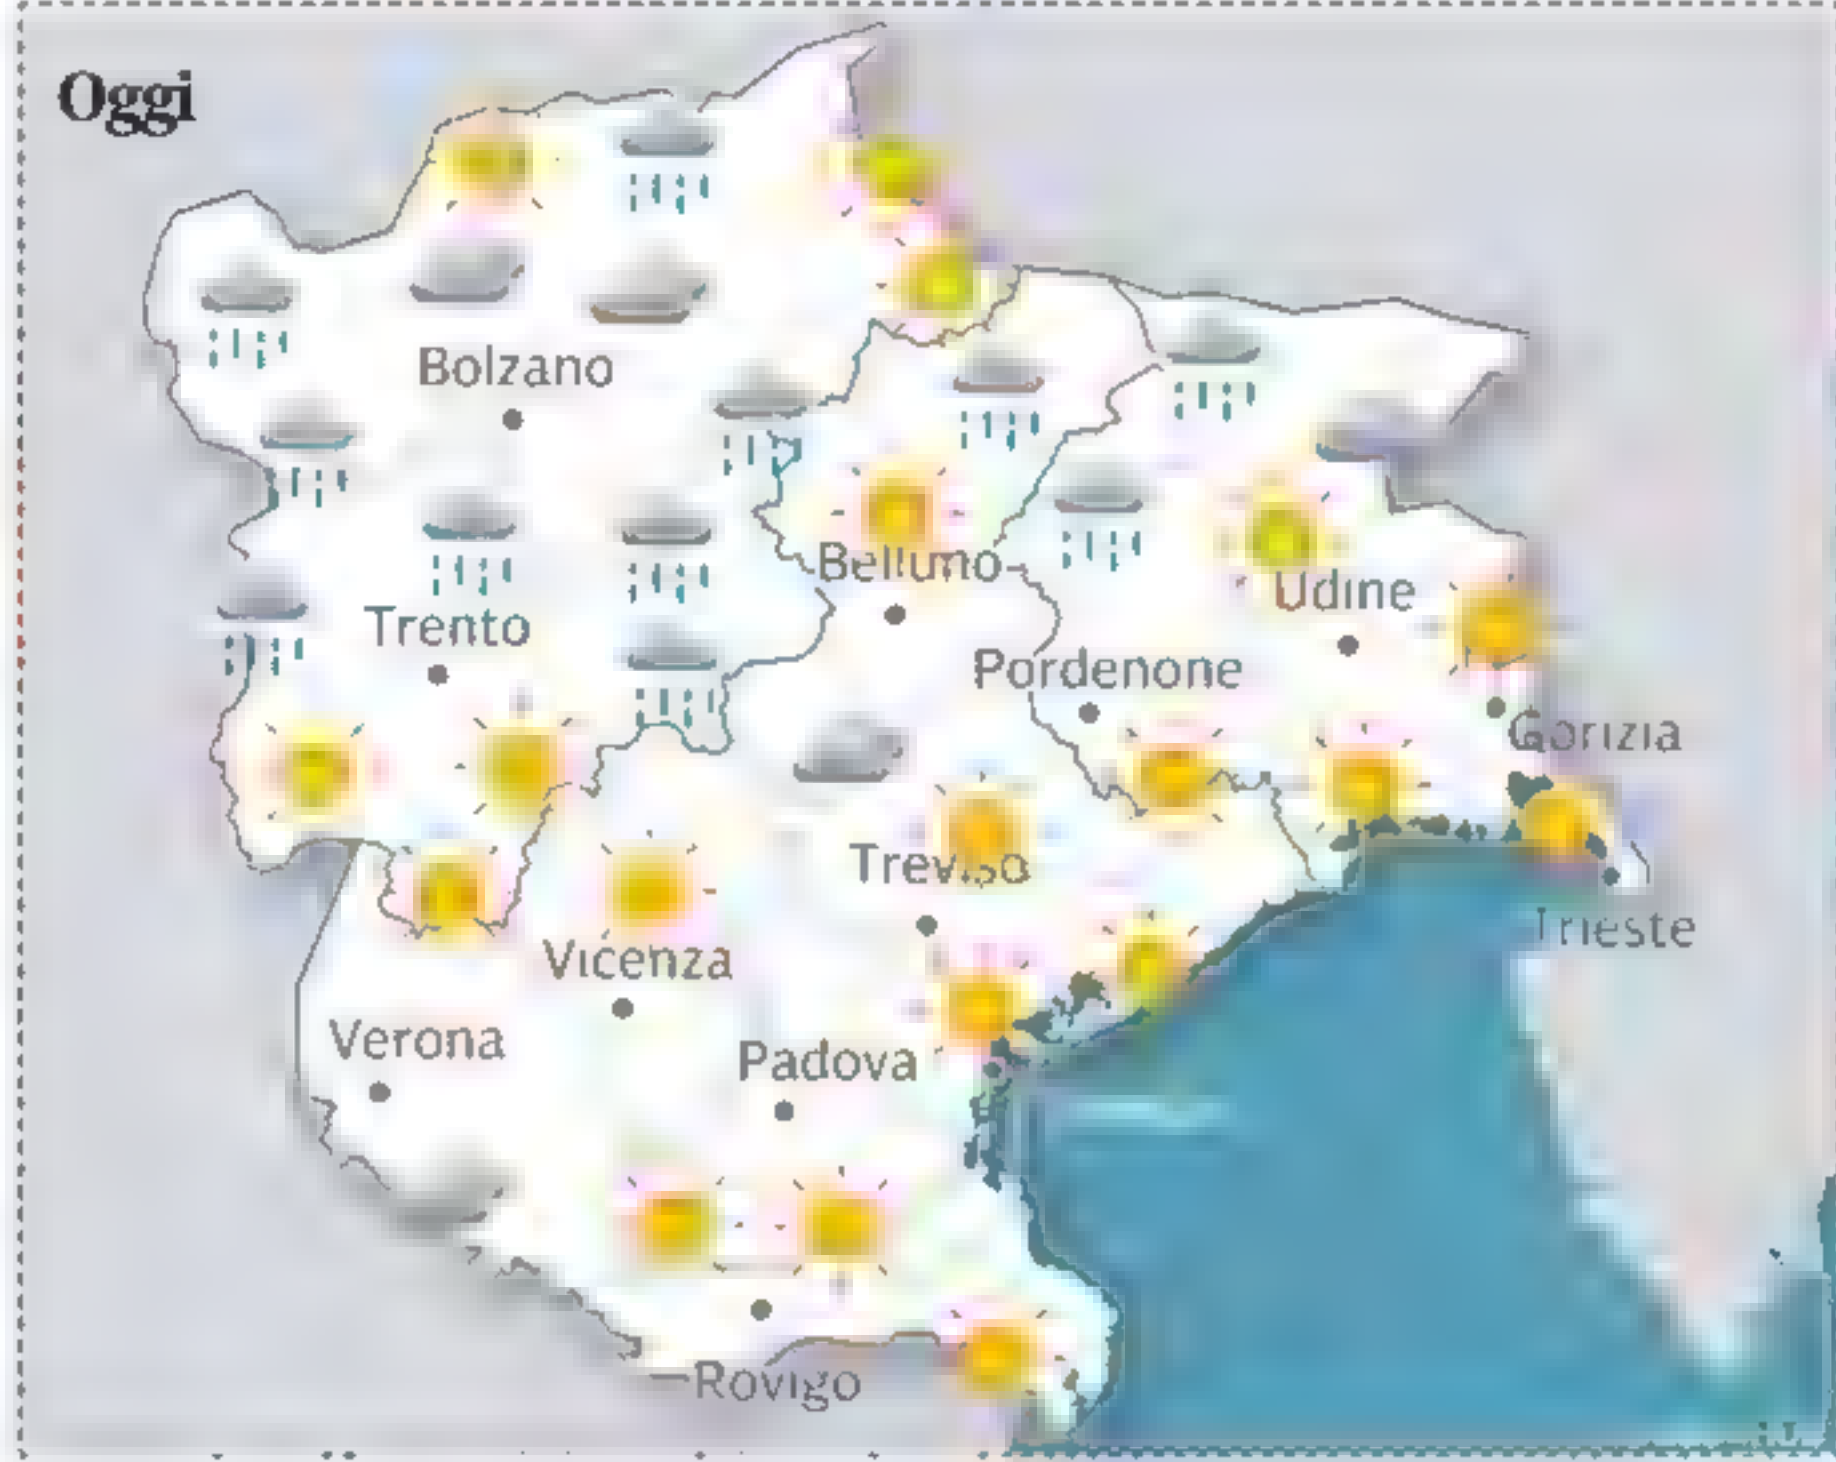 Oggi
Bolzano
Belluno
Udine
Trento
Pordenone
Gorizia
Treviso
Trieste
Vicenza
Verona
Padova
Rovigo